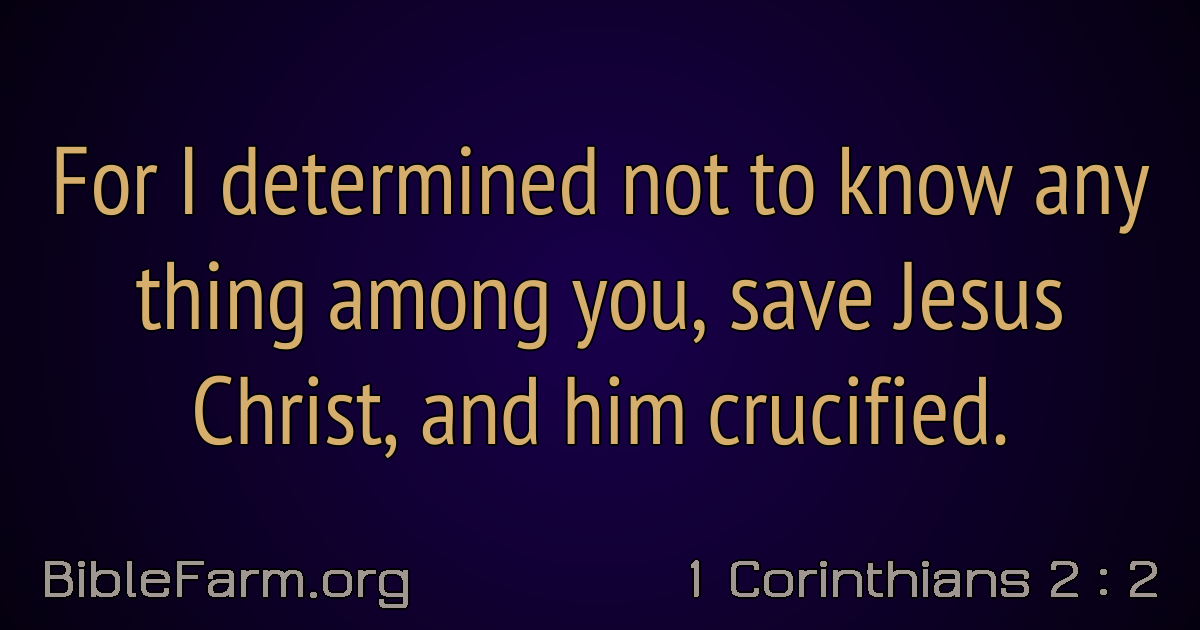 For I determined not to know any
thing among you, save Jesus
Christ, and him crucified.
BibleFarm.org
1 Corinthians 2 : 2